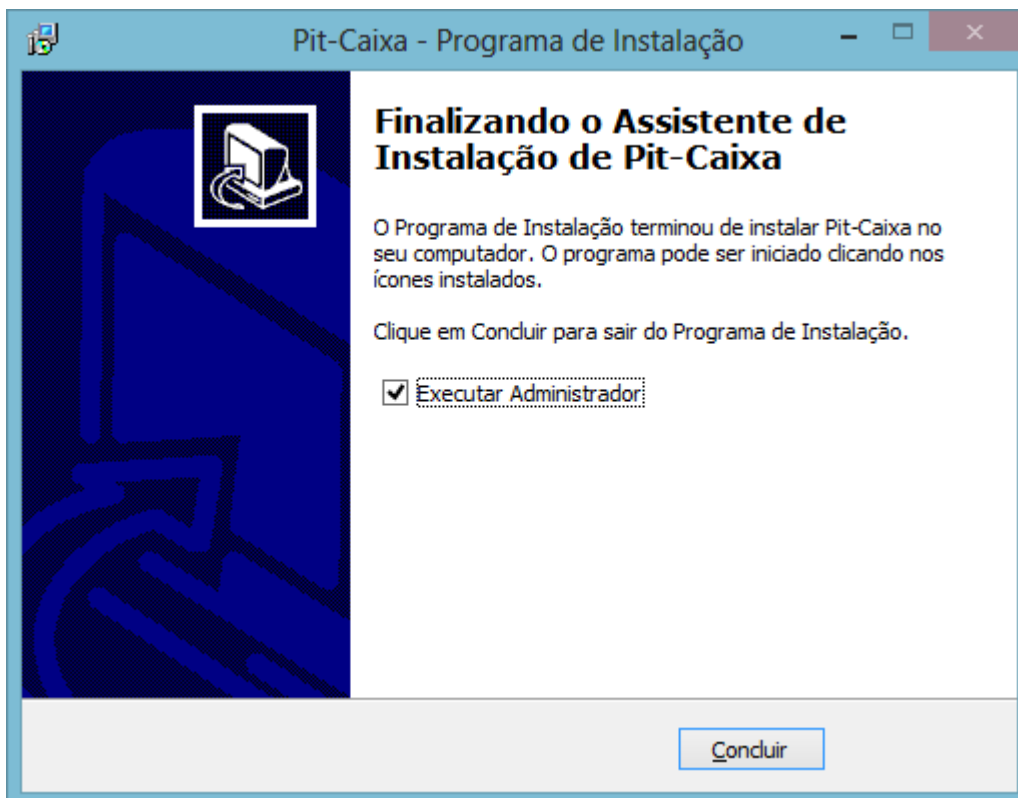 Pit-Caixa - Programa de Instalação
Finalizando o Assistente de
Instalação de Pit-Caixa
O Programa de Instalação terminou de instalar Pit-Caixa no
seu computador. O programa pode ser iniciado clicando nos
ícones instalados.
Clique em Concluir para sair do Programa de Instalação.
Executar Administrador
Concluir